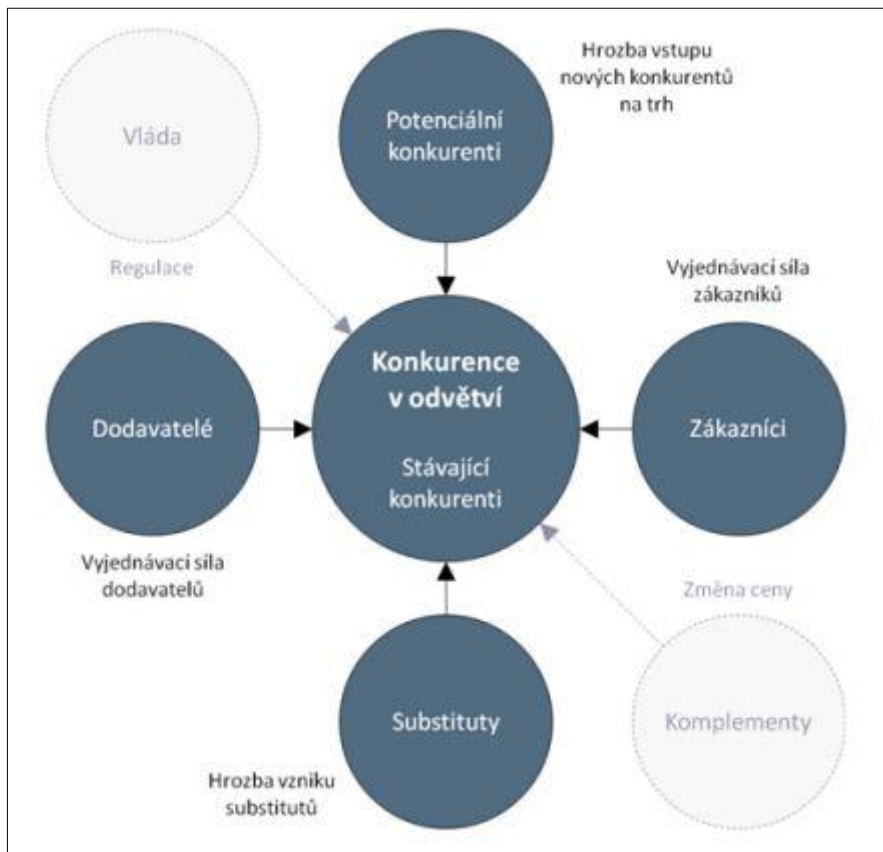 Hrozba vstupu
nových konkurentů
na trh
Potenciální
konkurenti
Vláda
Regulace
Vyjednávací síla
zákazníků
Konkurence
v odvětví
Stávající
konkurenti
Dodavatelé
Zákazníci
Vyjednávací síla
dodavatelů
Změna ceny
Substituty
Komplementy
Hrozba vzniku
substitutů